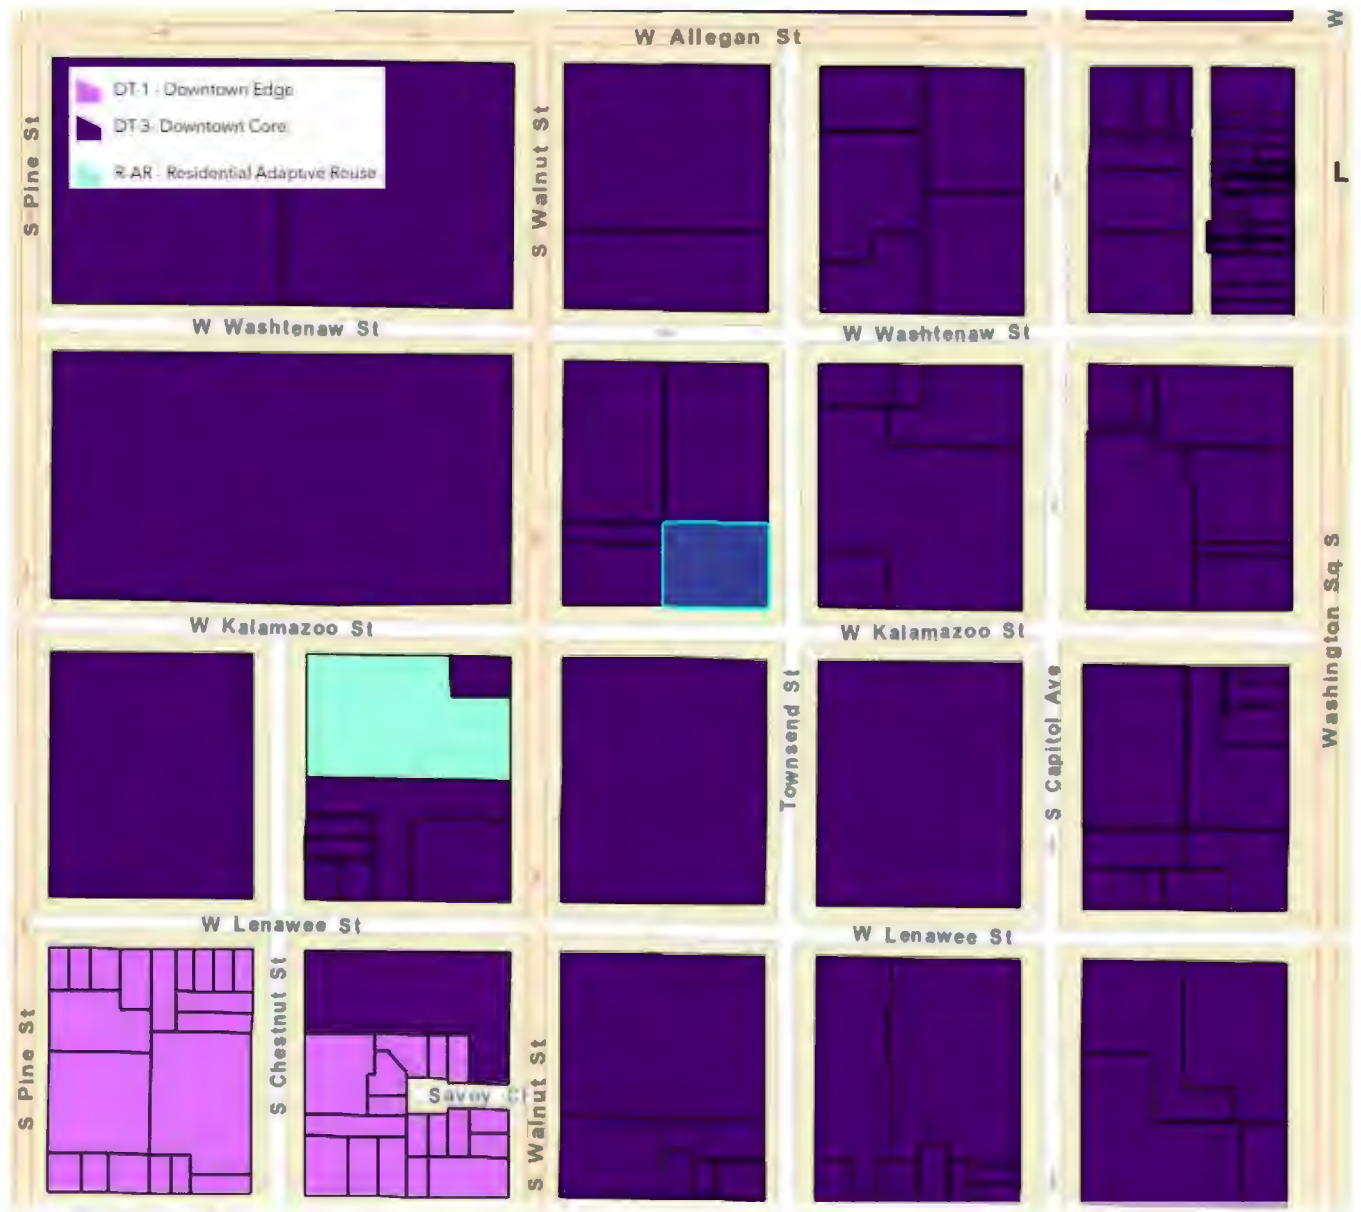 W Allegan St
W
DT-1 - Downtown Edge
DT-3- Downtown Core
R-AR - Residential Adaptive Reuse
S Pine St
S Walnut St
L
W Washtenaw St
W Washtenaw St
W Kalamazoo St
W Kalamazoo St
Washington Sq S
Townsend St
S Capitol Ave
W Lenawee St
W Lenawee St
S Pine St
S Chestnut St
S Walnut St
Savoy Ct